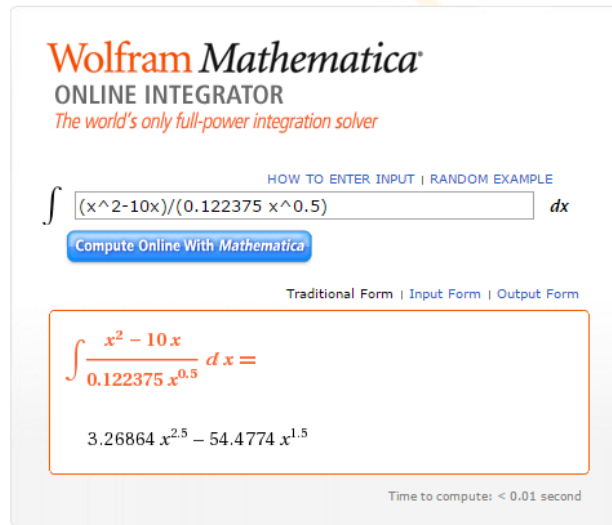 Wolfram Mathematica®
ONLINE INTEGRATOR
The world's only full-power integration solver
HOW TO ENTER INPUT | RANDOM EXAMPLE
∫ (x^2-10x)/(0.122375 x^0.5) dx
Compute Online With Mathematica
Traditional Form | Input Form | Output Form
∫ (x² – 10 x)/(0.122375 x^0.5) d x =
3.26864 x^2.5 – 54.4774 x^1.5
Time to compute: < 0.01 second